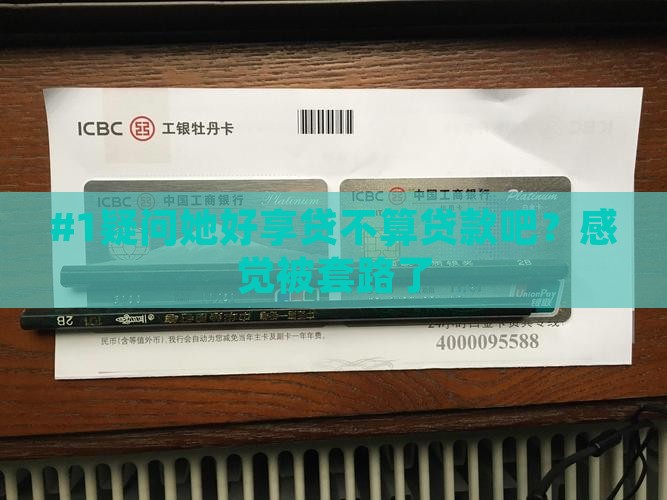 ICBC 工银牡丹卡
ICBC 中国工商银行 Platinum
ICBC 中国工商银行 Platinum
#1疑问她好享贷不算贷款吧？感
觉被套路了
2B
UnionPay
银联
2B
民币(含等值外币),我行会自动为您减免当年主卡及副卡一年年费。
4000095588